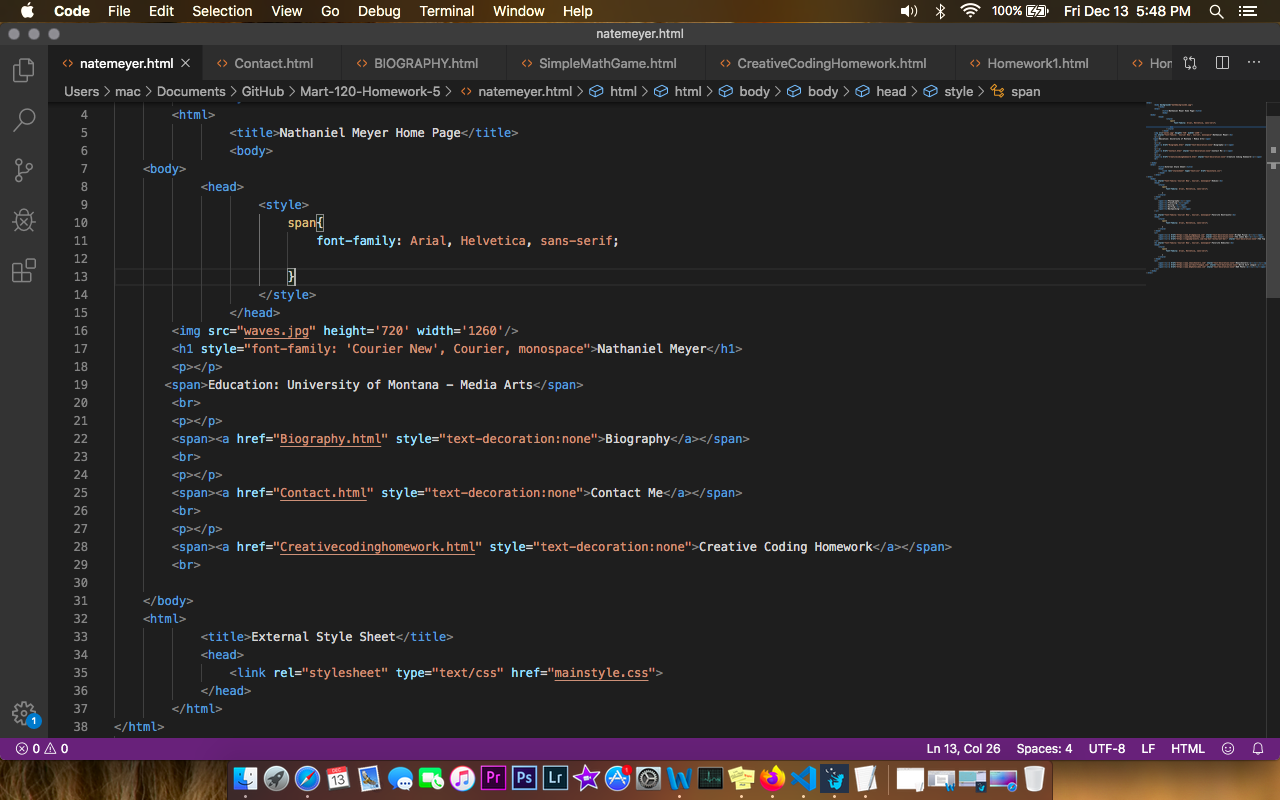 Code File Edit Selection View Go Debug Terminal Window Help 100% Fri Dec 13 5:48 PM
natemeyer.html
natemeyer.html Contact.html BIOGRAPHY.html SimpleMathGame.html CreativeCodingHomework.html Homework1.html Hon
Users > mac > Documents > GitHub > Mart-120-Homework-5 > natemeyer.html > html > html > body > body > head > style > span
4 <html>
5 <title>Nathaniel Meyer Home Page</title>
6 <body>
7 <body>
8 <head>
9 <style>
10 span{
11 font-family: Arial, Helvetica, sans-serif;
12
13 }
14 </style>
15 </head>
16 <img src="waves.jpg" height='720' width='1260'/>
17 <h1 style="font-family: 'Courier New', Courier, monospace">Nathaniel Meyer</h1>
18 <p></p>
19 <span>Education: University of Montana - Media Arts</span>
20 <br>
21 <p></p>
22 <span><a href="Biography.html" style="text-decoration:none">Biography</a></span>
23 <br>
24 <p></p>
25 <span><a href="Contact.html" style="text-decoration:none">Contact Me</a></span>
26 <br>
27 <p></p>
28 <span><a href="Creativecodinghomework.html" style="text-decoration:none">Creative Coding Homework</a></span>
29 <br>
30
31 </body>
32 <html>
33 <title>External Style Sheet</title>
34 <head>
35 <link rel="stylesheet" type="text/css" href="mainstyle.css">
36 </head>
37 </html>
38 </html>
1
0 0 Ln 13, Col 26 Spaces: 4 UTF-8 LF HTML
DEC 13 Pr Ps Lr 1